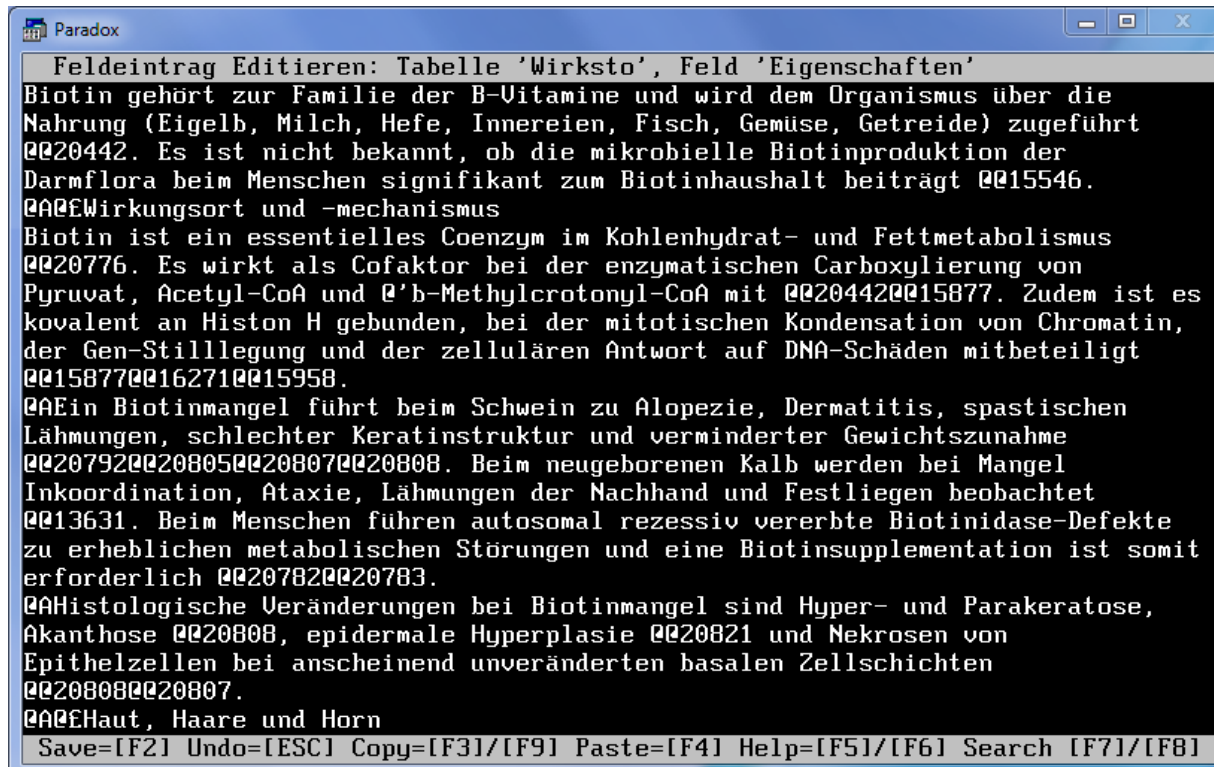 Paradox
Feldeintrag Editieren: Tabelle 'Wirksto', Feld 'Eigenschaften'
Biotin gehört zur Familie der B-Vitamine und wird dem Organismus über die
Nahrung (Eigelb, Milch, Hefe, Innereien, Fisch, Gemüse, Getreide) zugeführt
@@20442. Es ist nicht bekannt, ob die mikrobielle Biotinproduktion der
Darmflora beim Menschen signifikant zum Biotinhaushalt beiträgt @@15546.
@A@£Wirkungsort und -mechanismus
Biotin ist ein essentielles Coenzym im Kohlenhydrat- und Fettmetabolismus
@@20776. Es wirkt als Cofaktor bei der enzymatischen Carboxylierung von
Pyruvat, Acetyl-CoA und @'b-Methylcrotonyl-CoA mit @@20442@@15877. Zudem ist es
kovalent an Histon H gebunden, bei der mitotischen Kondensation von Chromatin,
der Gen-Stilllegung und der zellulären Antwort auf DNA-Schäden mitbeteiligt
@@15877@@16271@@15958.
@AEin Biotinmangel führt beim Schwein zu Alopezie, Dermatitis, spastischen
Lähmungen, schlechter Keratinstruktur und verminderter Gewichtszunahme
@@20792@@20805@@20807@@20808. Beim neugeborenen Kalb werden bei Mangel
Inkoordination, Ataxie, Lähmungen der Nachhand und Festliegen beobachtet
@@13631. Beim Menschen führen autosomal rezessiv vererbte Biotinidase-Defekte
zu erheblichen metabolischen Störungen und eine Biotinsupplementation ist somit
erforderlich @@20782@@20783.
@AHistologische Veränderungen bei Biotinmangel sind Hyper- und Parakeratose,
Akanthose @@20808, epidermale Hyperplasie @@20821 und Nekrosen von
Epithelzellen bei anscheinend unveränderten basalen Zellschichten
@@20808@@20807.
@A@£Haut, Haare und Horn
Save=[F2] Undo=[ESC] Copy=[F3]/[F9] Paste=[F4] Help=[F5]/[F6] Search [F7]/[F8]